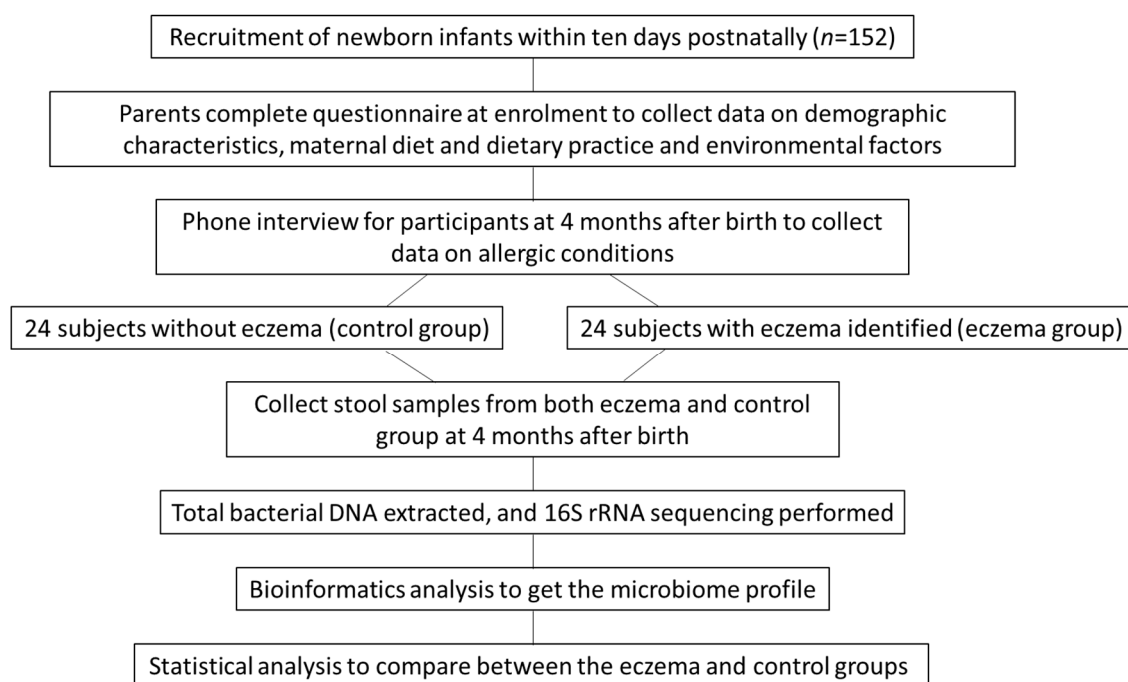 Recruitment of newborn infants within ten days postnatally (n=152)
Parents complete questionnaire at enrolment to collect data on demographic
characteristics, maternal diet and dietary practice and environmental factors
Phone interview for participants at 4 months after birth to collect
data on allergic conditions
24 subjects without eczema (control group)
24 subjects with eczema identified (eczema group)
Collect stool samples from both eczema and control
group at 4 months after birth
Total bacterial DNA extracted, and 16S rRNA sequencing performed
Bioinformatics analysis to get the microbiome profile
Statistical analysis to compare between the eczema and control groups